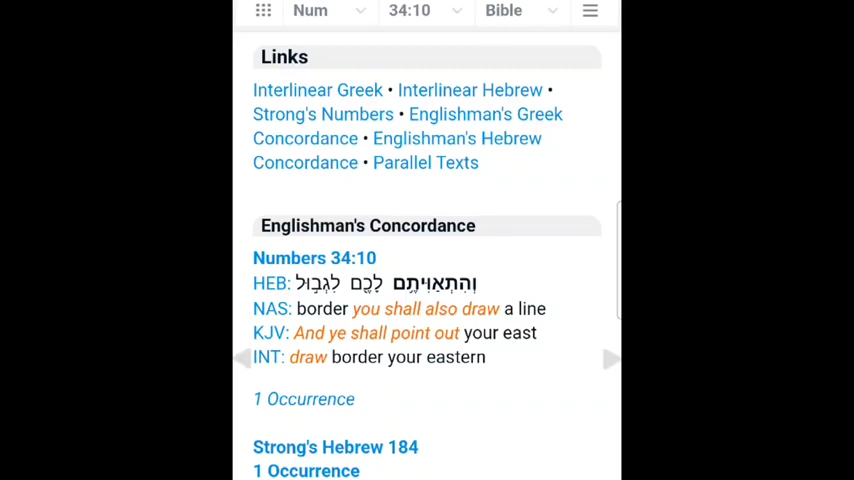 Num 34:10 Bible
Links
Interlinear Greek • Interlinear Hebrew •
Strong's Numbers • Englishman's Greek
Concordance • Englishman's Hebrew
Concordance • Parallel Texts
Englishman's Concordance
Numbers 34:10
HEB: וְהִתְאַוִּיתֶ֥ם לָכֶ֖ם לִגְב֣וּל
NAS: border you shall also draw a line
KJV: And ye shall point out your east
INT: draw border your eastern
1 Occurrence
Strong's Hebrew 184
1 Occurrence